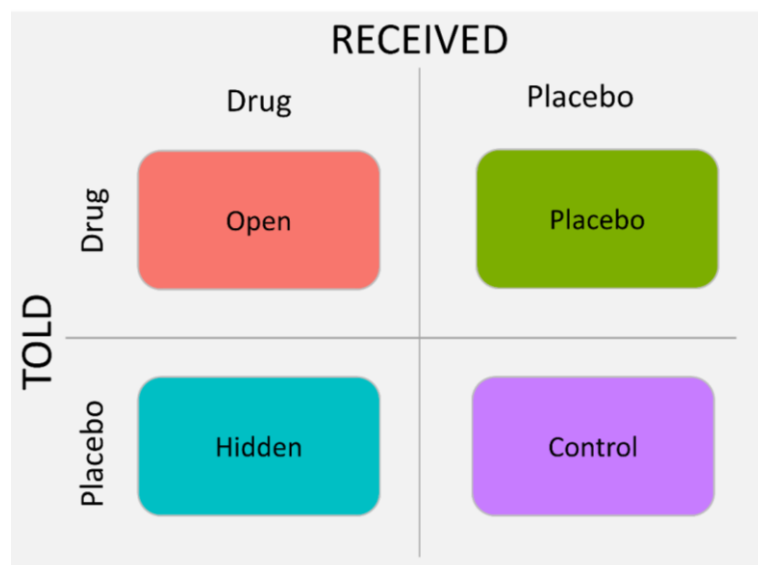 RECEIVED
Drug
Placebo
TOLD
Drug
Open
Placebo
Placebo
Hidden
Control